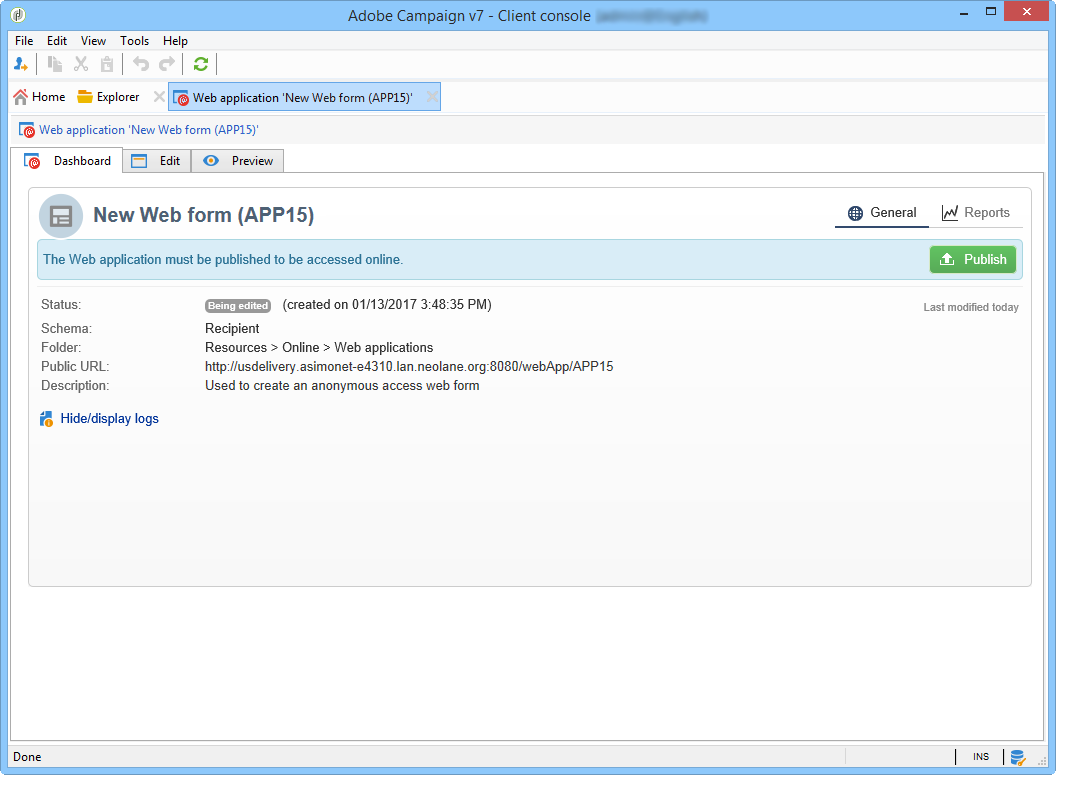 Adobe Campaign v7 - Client console
File Edit View Tools Help
Home Explorer Web application 'New Web form (APP15)'
Web application 'New Web form (APP15)'
Dashboard Edit Preview
New Web form (APP15) General Reports
The Web application must be published to be accessed online. Publish
Status: Being edited (created on 01/13/2017 3:48:35 PM) Last modified today
Schema: Recipient
Folder: Resources > Online > Web applications
Public URL: http://usdelivery.asimonet-e4310.lan.neolane.org:8080/webApp/APP15
Description: Used to create an anonymous access web form
Hide/display logs
Done INS